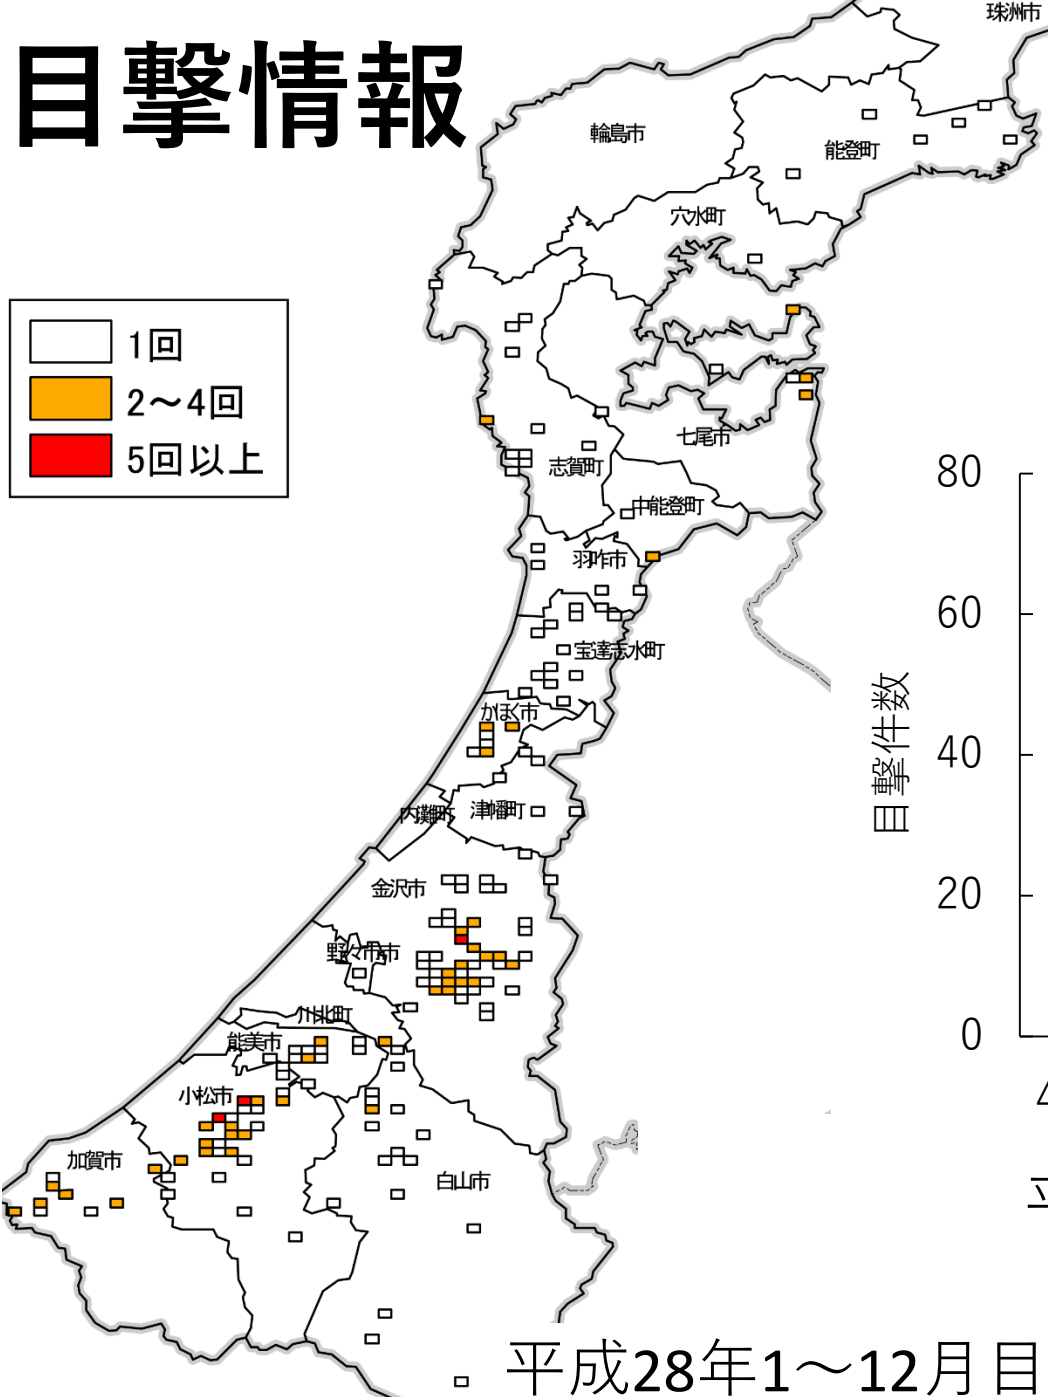 目撃情報
1回
2～4回
5回以上
珠洲市
輪島市
能登町
穴水町
七尾市
志賀町
中能登町
羽咋市
宝達志水町
かほく市
津幡町
内灘町
金沢市
野々市市
川北町
能美市
小松市
加賀市
白山市
80
60
40
20
0
目撃件数
平成28年1～12月目